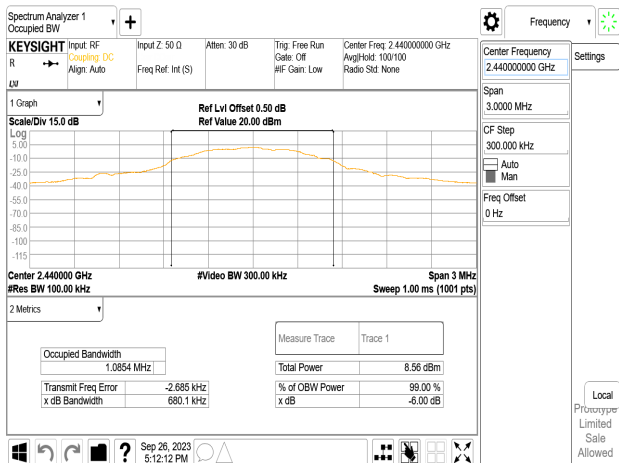 Spectrum Analyzer 1
Occupied BW
Frequency
KEYSIGHT
R
Input: RF
Coupling: DC
Align: Auto
Input Z: 50 Ω
Freq Ref: Int (S)
Atten: 30 dB
Trig: Free Run
Gate: Off
#IF Gain: Low
Center Freq: 2.440000000 GHz
Avg|Hold: 100/100
Radio Std: None
Center Frequency
2.440000000 GHz
Settings
Span
3.0000 MHz
CF Step
300.000 kHz
Auto
Man
Freq Offset
0 Hz
1 Graph
Scale/Div 15.0 dB
Ref Lvl Offset 0.50 dB
Ref Value 20.00 dBm
Log
5.00
-10.0
-25.0
-40.0
-55.0
-70.0
-85.0
-100
-115
Center 2.440000 GHz
#Res BW 100.00 kHz
#Video BW 300.00 kHz
Span 3 MHz
Sweep 1.00 ms (1001 pts)
2 Metrics
Measure Trace
Trace 1
Occupied Bandwidth
1.0854 MHz
Total Power
8.56 dBm
Transmit Freq Error
-2.685 kHz
% of OBW Power
99.00 %
x dB Bandwidth
680.1 kHz
x dB
-6.00 dB
Local
Prototype
Limited
Sale
Allowed
?
Sep 26, 2023
5:12:12 PM